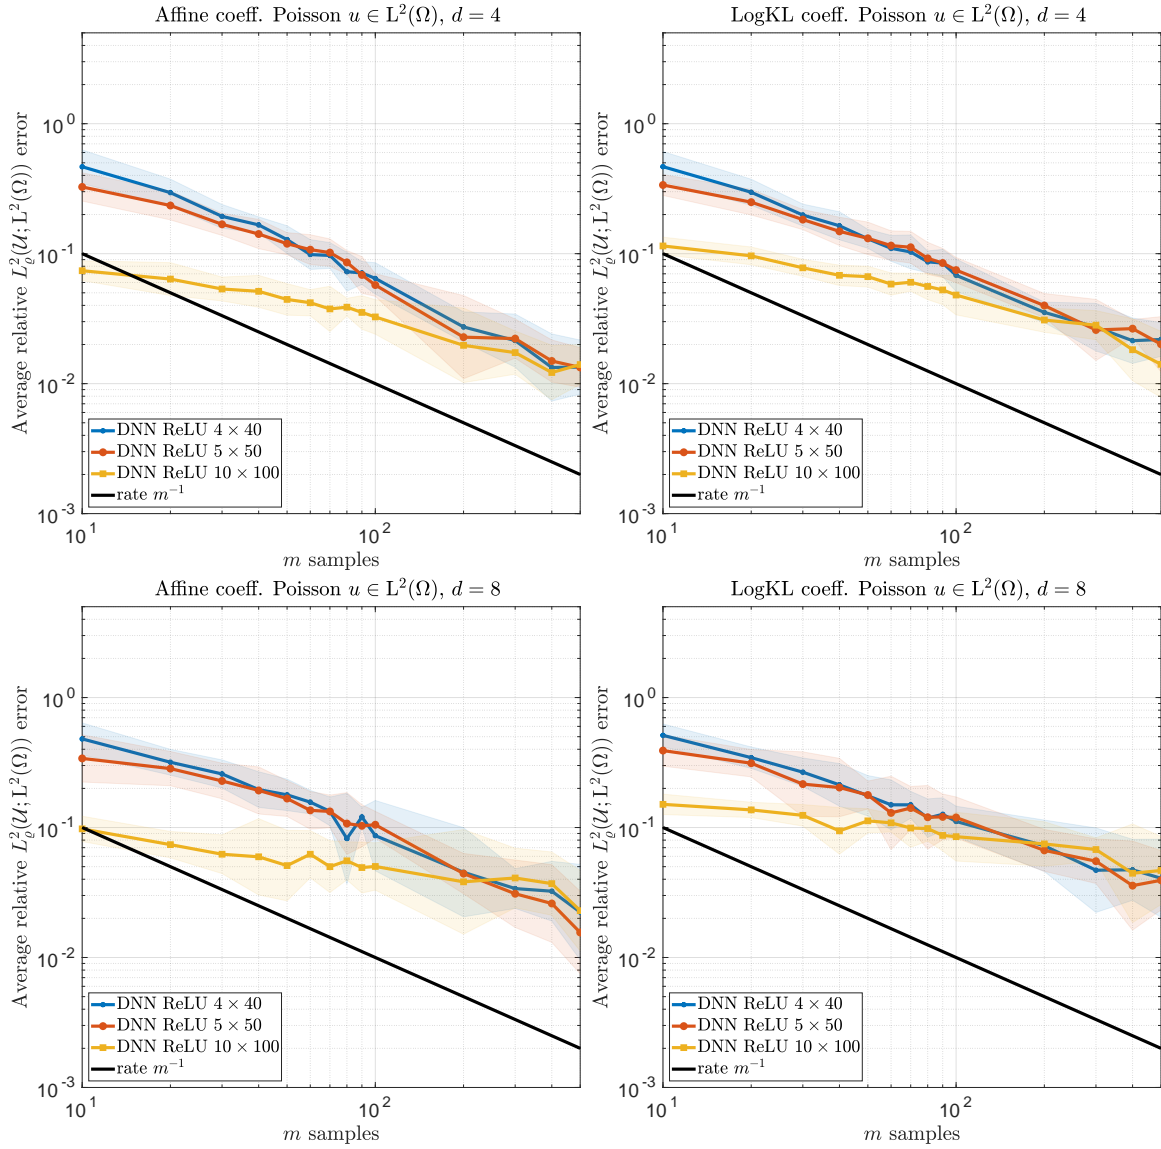 Affine coeff. Poisson u ∈ L²(Ω), d = 4
Average relative L²_ϱ(𝒰; L²(Ω)) error
10⁰
10⁻¹
10⁻²
10⁻³
DNN ReLU 4 × 40
DNN ReLU 5 × 50
DNN ReLU 10 × 100
rate m⁻¹
10¹
10²
m samples
LogKL coeff. Poisson u ∈ L²(Ω), d = 4
Average relative L²_ϱ(𝒰; L²(Ω)) error
10⁰
10⁻¹
10⁻²
10⁻³
DNN ReLU 4 × 40
DNN ReLU 5 × 50
DNN ReLU 10 × 100
rate m⁻¹
10¹
10²
m samples
Affine coeff. Poisson u ∈ L²(Ω), d = 8
Average relative L²_ϱ(𝒰; L²(Ω)) error
10⁰
10⁻¹
10⁻²
10⁻³
DNN ReLU 4 × 40
DNN ReLU 5 × 50
DNN ReLU 10 × 100
rate m⁻¹
10¹
10²
m samples
LogKL coeff. Poisson u ∈ L²(Ω), d = 8
Average relative L²_ϱ(𝒰; L²(Ω)) error
10⁰
10⁻¹
10⁻²
10⁻³
DNN ReLU 4 × 40
DNN ReLU 5 × 50
DNN ReLU 10 × 100
rate m⁻¹
10¹
10²
m samples